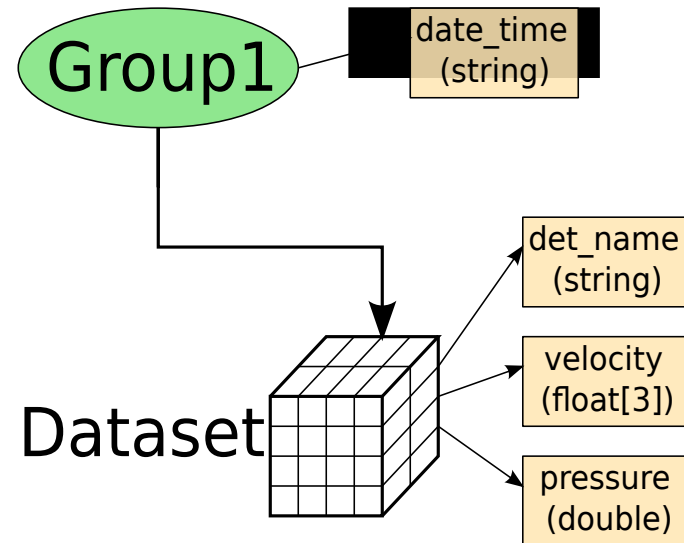 Group1
date_time
(string)
det_name
(string)
velocity
(float[3])
Dataset
pressure
(double)